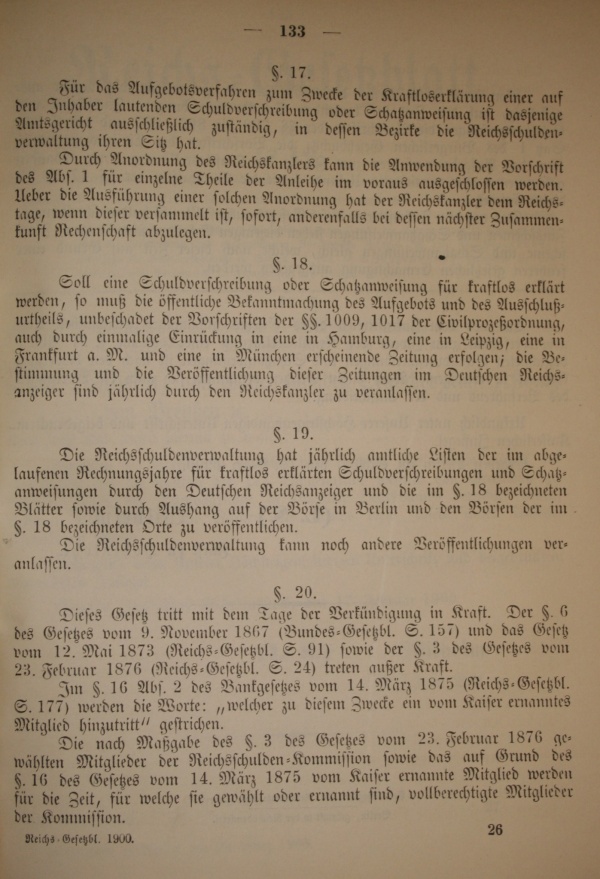 — 133 —
§. 17.
Für das Aufgebotsverfahren zum Zwecke der Kraftloserklärung einer auf
den Inhaber lautenden Schuldverschreibung oder Schatzanweisung ist dasjenige
Amtsgericht ausschließlich zuständig, in dessen Bezirke die Reichsschulden-
verwaltung ihren Sitz hat.
Durch Anordnung des Reichskanzlers kann die Anwendung der Vorschrift
des Abs. 1 für einzelne Theile der Anleihe im voraus ausgeschlossen werden.
Ueber die Ausführung einer solchen Anordnung hat der Reichskanzler dem Reichs-
tage, wenn dieser versammelt ist, sofort, anderenfalls bei dessen nächster Zusammen-
kunft Rechenschaft abzulegen.
§. 18.
Soll eine Schuldverschreibung oder Schatzanweisung für kraftlos erklärt
werden, so muß die öffentliche Bekanntmachung des Aufgebots und des Ausschluß-
urtheils, unbeschadet der Vorschriften der §§. 1009, 1017 der Civilprozeßordnung,
auch durch einmalige Einrückung in eine in Hamburg, eine in Leipzig, eine in
Frankfurt a. M. und eine in München erscheinende Zeitung erfolgen; die Be-
stimmung und die Veröffentlichung dieser Zeitungen im Deutschen Reichs-
anzeiger sind jährlich durch den Reichskanzler zu veranlassen.
§. 19.
Die Reichsschuldenverwaltung hat jährlich amtliche Listen der im abge-
laufenen Rechnungsjahre für kraftlos erklärten Schuldverschreibungen und Schatz-
anweisungen durch den Deutschen Reichsanzeiger und die im §. 18 bezeichneten
Blätter sowie durch Aushang auf der Börse in Berlin und den Börsen der im
§. 18 bezeichneten Orte zu veröffentlichen.
Die Reichsschuldenverwaltung kann noch andere Veröffentlichungen ver-
anlassen.
§. 20.
Dieses Gesetz tritt mit dem Tage der Verkündigung in Kraft. Der §. 6
des Gesetzes vom 9. November 1867 (Bundes-Gesetzbl. S. 157) und das Gesetz
vom 12. Mai 1873 (Reichs-Gesetzbl. S. 91) sowie der §. 3 des Gesetzes vom
23. Februar 1876 (Reichs-Gesetzbl. S. 24) treten außer Kraft.
Im §. 16 Abs. 2 des Bankgesetzes vom 14. März 1875 (Reichs-Gesetzbl.
S. 177) werden die Worte: „welcher zu diesem Zwecke ein vom Kaiser ernanntes
Mitglied hinzutritt" gestrichen.
Die nach Maßgabe des §. 3 des Gesetzes vom 23. Februar 1876 ge-
wählten Mitglieder der Reichsschulden-Kommission sowie das auf Grund des
§. 16 des Gesetzes vom 14. März 1875 vom Kaiser ernannte Mitglied werden
für die Zeit, für welche sie gewählt oder ernannt sind, vollberechtigte Mitglieder
der Kommission.
26
Reichs-Gesetzbl. 1900.